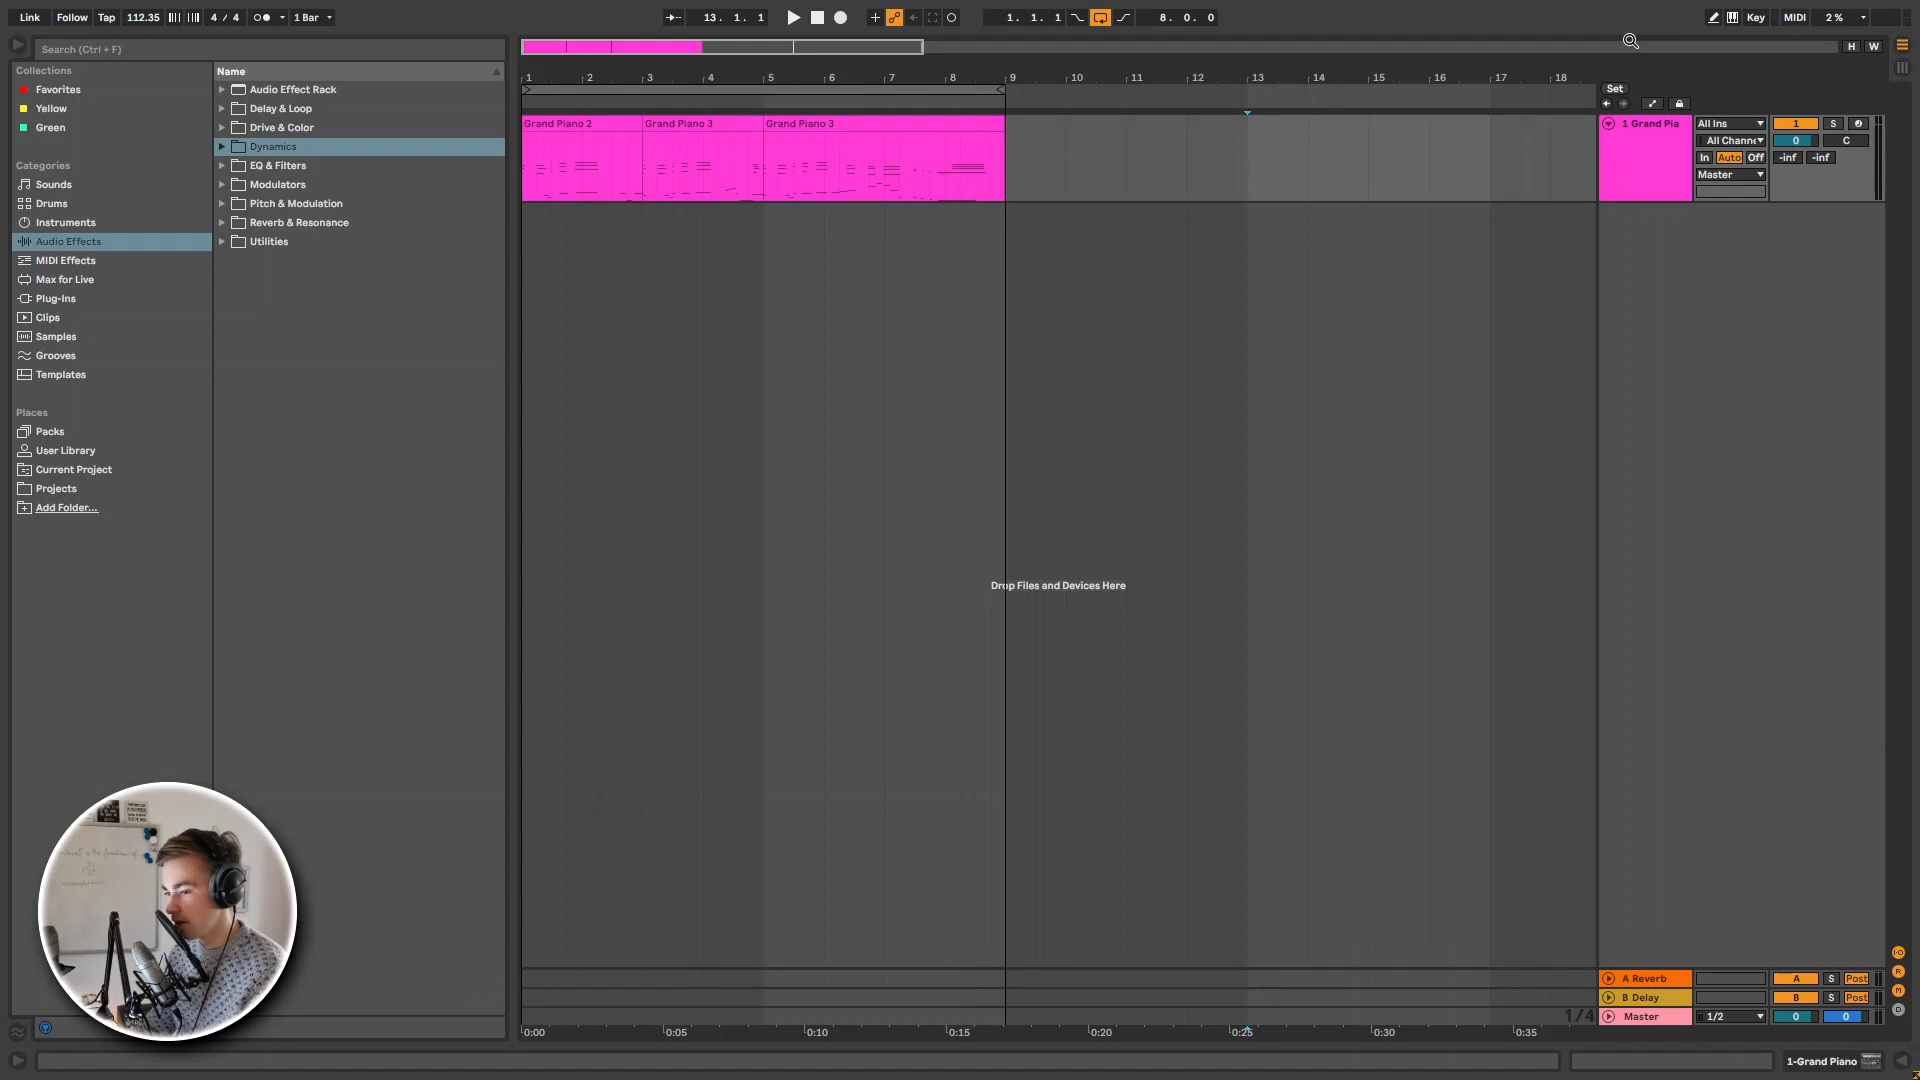 Link Follow Tap 112.35 4 / 4 1 Bar 13. 1. 1 1. 1. 1 8. 0. 0 Key MIDI 2 %
Search (Ctrl + F)
H W
Collections
Favorites
Yellow
Green
Categories
Sounds
Drums
Instruments
Audio Effects
MIDI Effects
Max for Live
Plug-Ins
Clips
Samples
Grooves
Templates
Places
Packs
User Library
Current Project
Projects
Add Folder...
Name
Audio Effect Rack
Delay & Loop
Drive & Color
Dynamics
EQ & Filters
Modulators
Pitch & Modulation
Reverb & Resonance
Utilities
1 2 3 4 5 6 7 8 9 10 11 12 13 14 15 16 17 18
Set
Grand Piano 2 Grand Piano 3 Grand Piano 3
1 Grand Pia All Ins 1 S
All Channe 0 C
In Auto Off -inf -inf
Master
Drop Files and Devices Here
A Reverb A S Post
B Delay B S Post
1/4 Master 1/2 0 0
0:00 0:05 0:10 0:15 0:20 0:25 0:30 0:35
I·O
R
M
D
1-Grand Piano